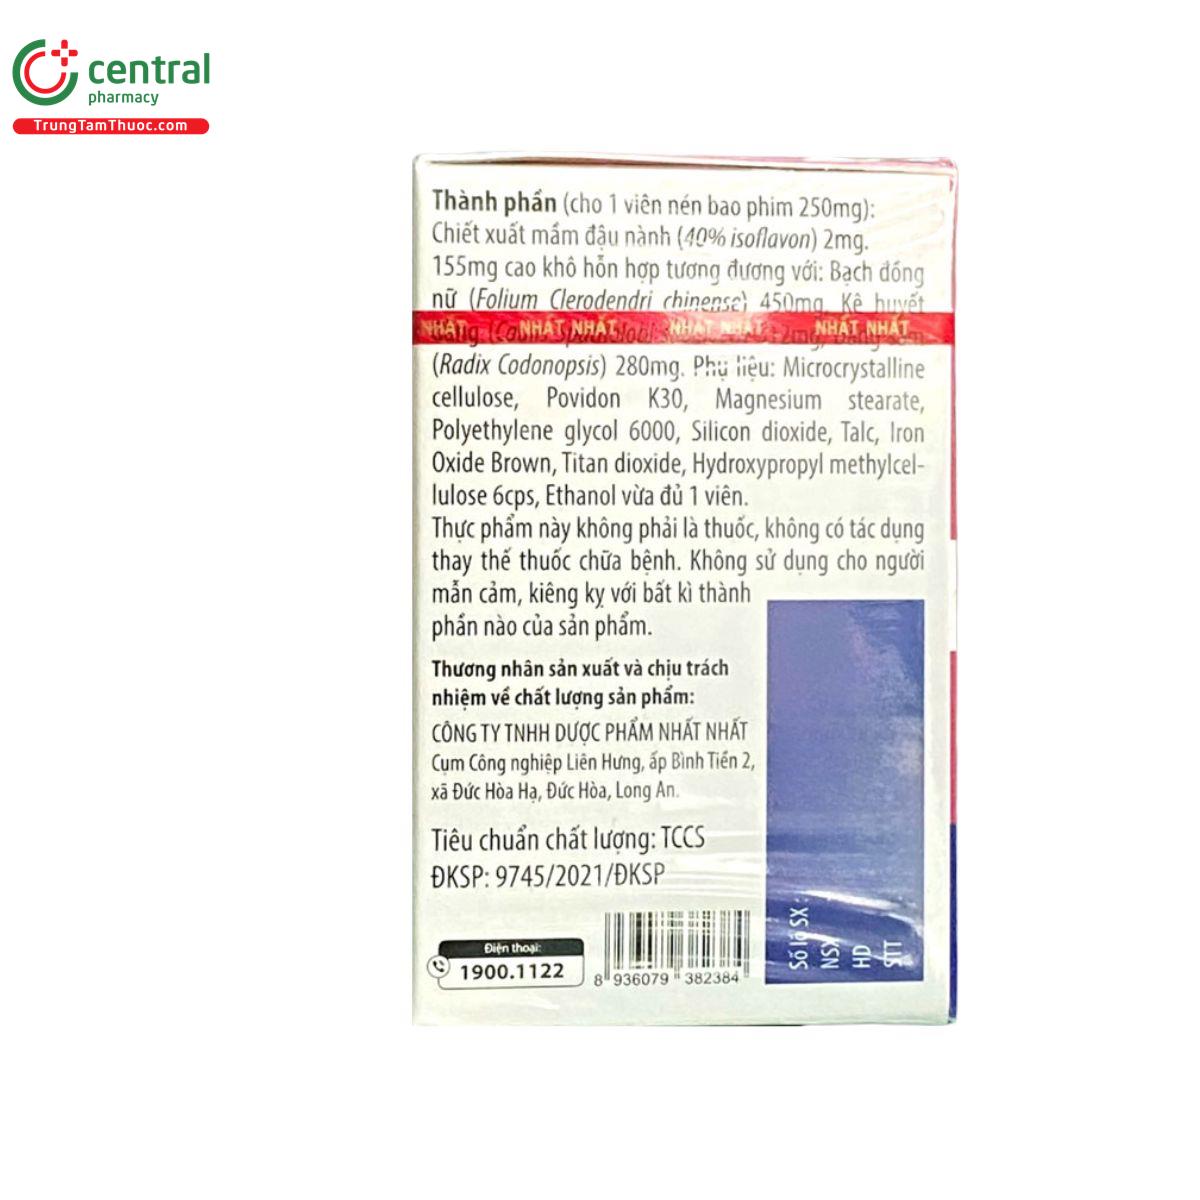 central
pharmacy
TrungTamThuoc.com
Thành phần (cho 1 viên nén bao phim 250mg):
Chiết xuất mầm đậu nành (40% isoflavon) 2mg.
155mg cao khô hỗn hợp tương đương với: Bạch đồng
nữ (Folium Clerodendri chinense) 450mg, Kê huyết
NHẤT NHẤT NHẤT NHẤT NHẤT NHẤT NHẤT
(Radix Codonopsis) 280mg. Phụ liệu: Microcrystalline
cellulose, Povidon K30, Magnesium stearate,
Polyethylene glycol 6000, Silicon dioxide, Talc, Iron
Oxide Brown, Titan dioxide, Hydroxypropyl methylcel-
lulose 6cps, Ethanol vừa đủ 1 viên.
Thực phẩm này không phải là thuốc, không có tác dụng
thay thế thuốc chữa bệnh. Không sử dụng cho người
mẫn cảm, kiêng kỵ với bất kì thành
phần nào của sản phẩm.
Thương nhân sản xuất và chịu trách
nhiệm về chất lượng sản phẩm:
CÔNG TY TNHH DƯỢC PHẨM NHẤT NHẤT
Cụm Công nghiệp Liên Hưng, ấp Bình Tiền 2,
xã Đức Hòa Hạ, Đức Hòa, Long An.
Tiêu chuẩn chất lượng: TCCS
ĐKSP: 9745/2021/ĐKSP
Điện thoại:
1900.1122
8 936079 382384
Số lô SX :
NSX
HD
STT